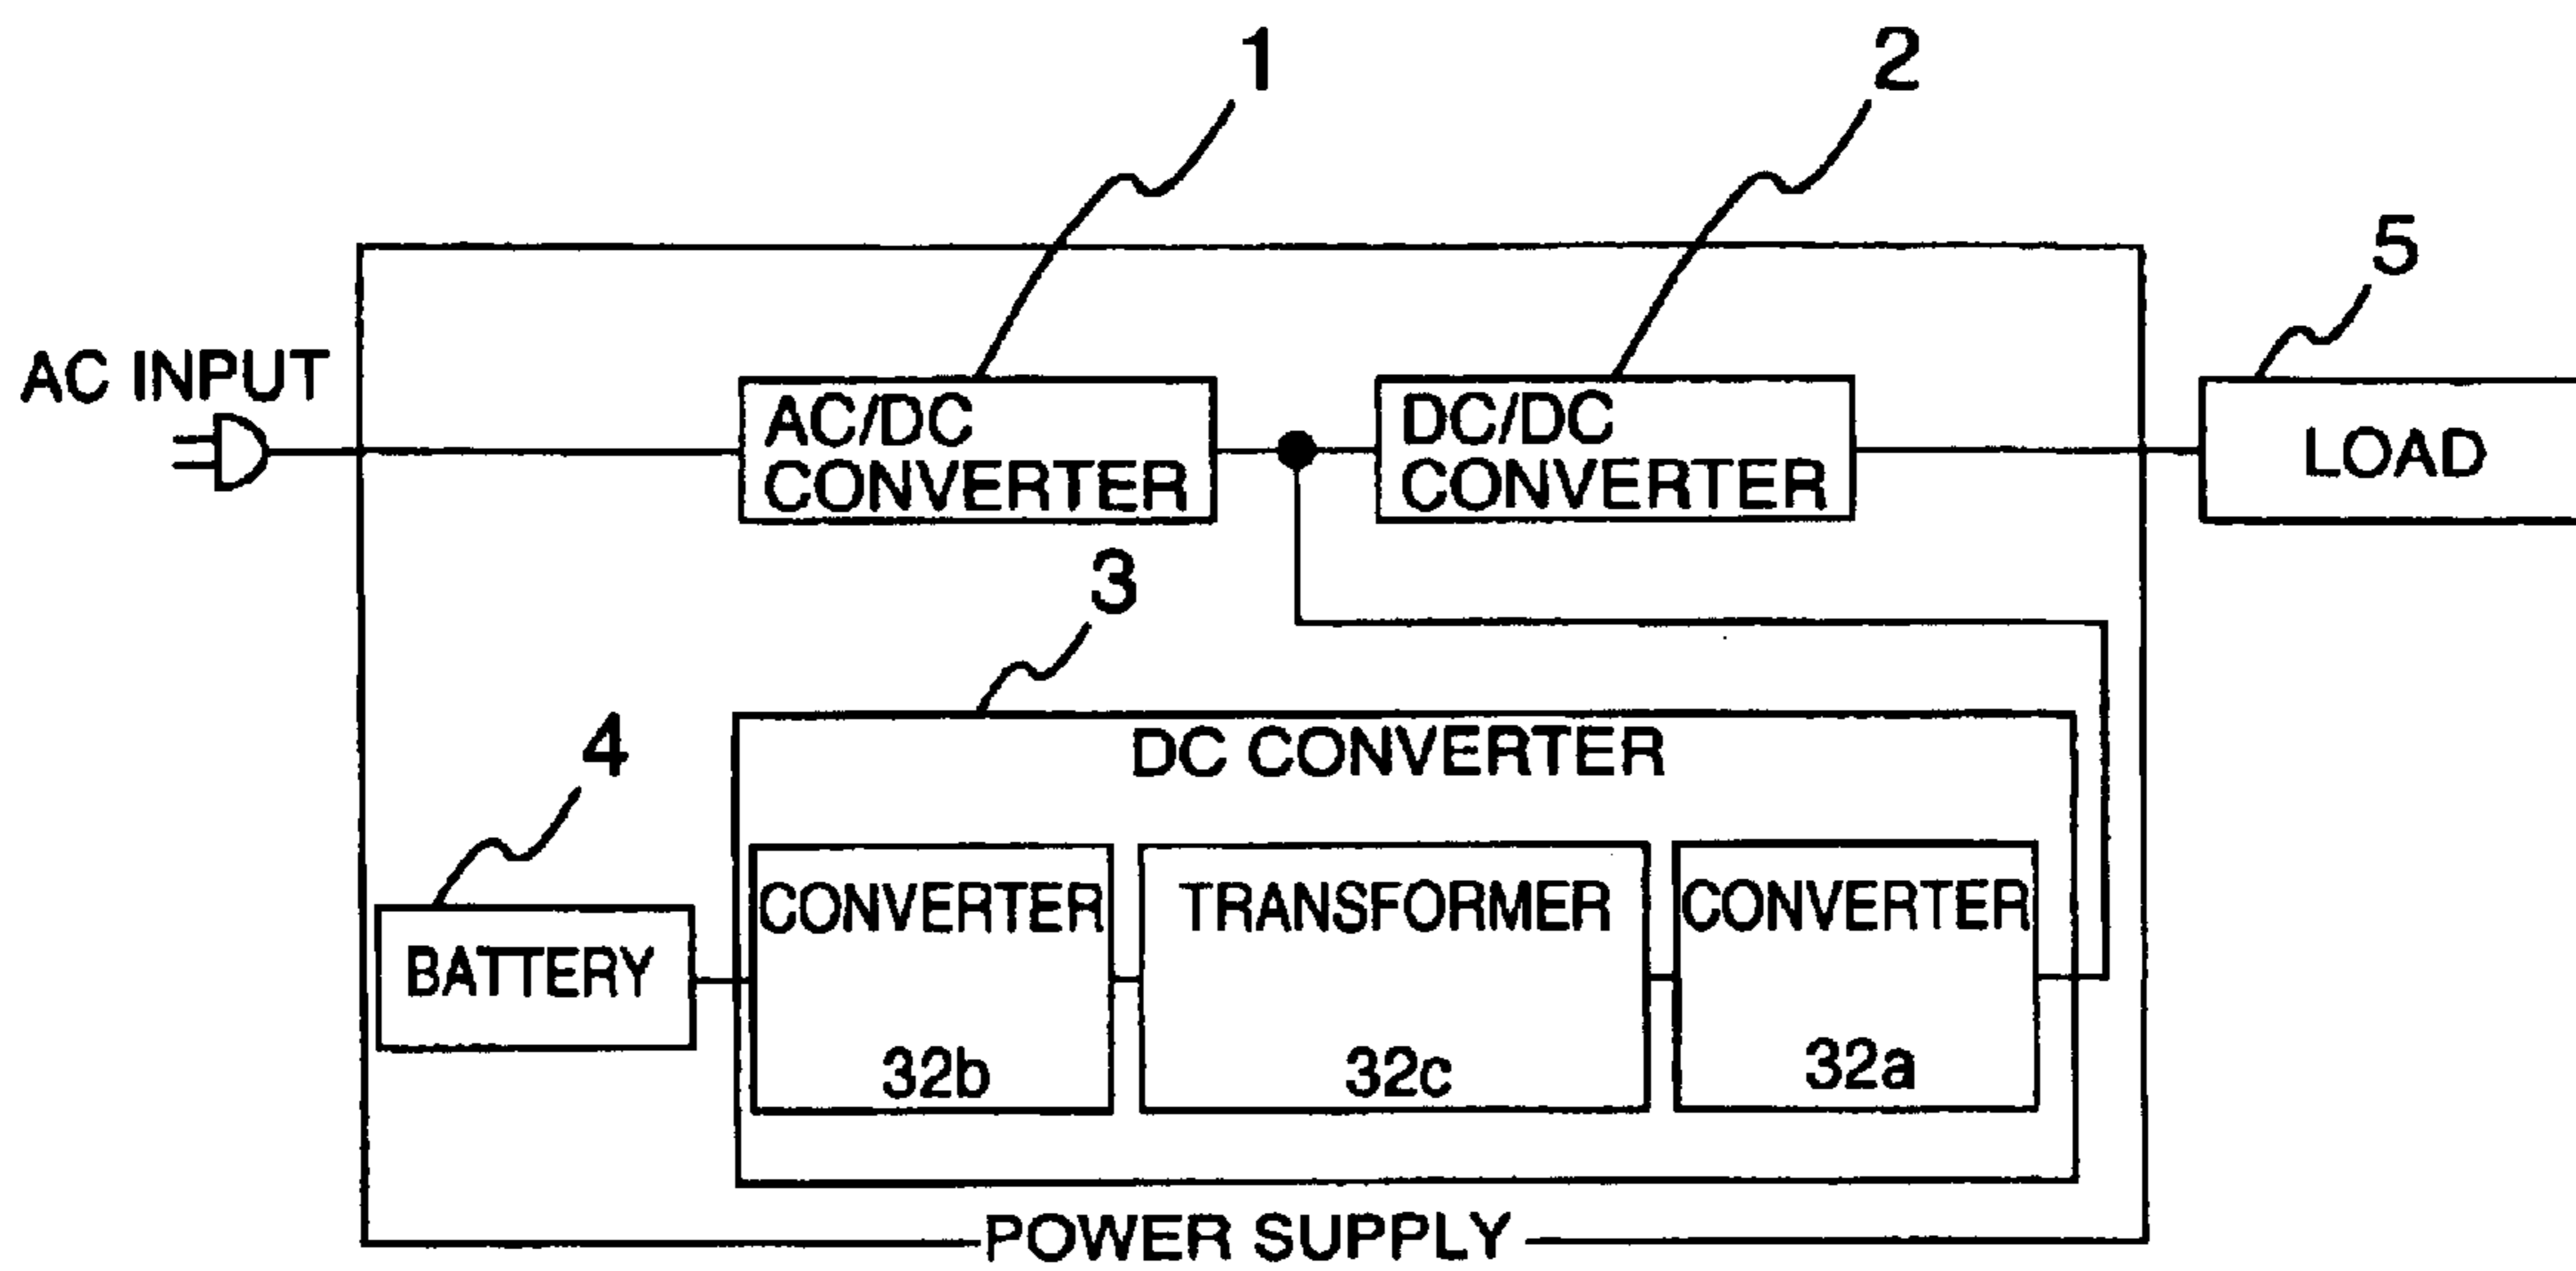 1
2
5
AC INPUT
AC/DC
CONVERTER
DC/DC
CONVERTER
LOAD
3
DC CONVERTER
4
BATTERY
CONVERTER
32b
TRANSFORMER
32c
CONVERTER
32a
POWER SUPPLY